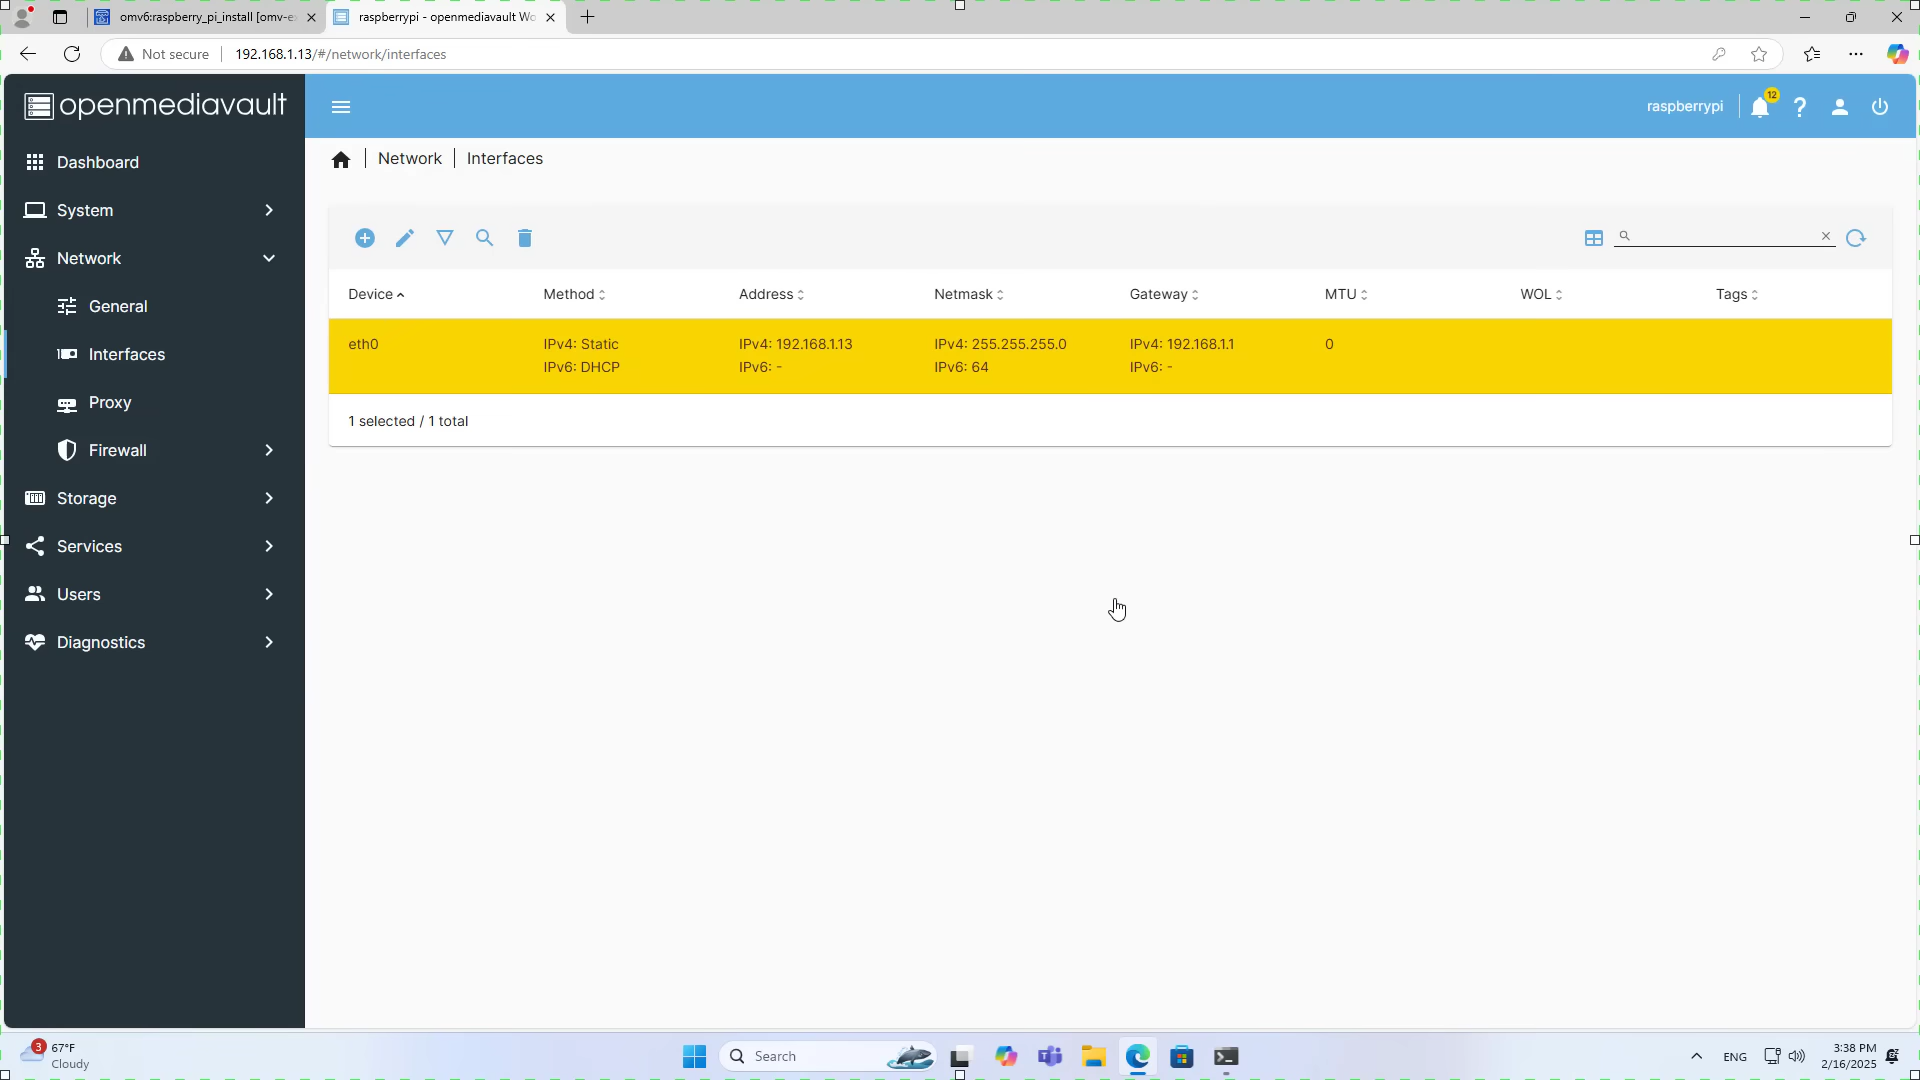 omv6:raspberry_pi_install [omv-e
raspberrypi - openmediavault Wo
Not secure
192.168.1.13/#/network/interfaces
openmediavault
raspberrypi
12
Dashboard
System
Network
General
Interfaces
Proxy
Firewall
Storage
Services
Users
Diagnostics
Network
Interfaces
Device
Method
Address
Netmask
Gateway
MTU
WOL
Tags
eth0
IPv4: Static
IPv6: DHCP
IPv4: 192.168.1.13
IPv6: -
IPv4: 255.255.255.0
IPv6: 64
IPv4: 192.168.1.1
IPv6: -
0
1 selected / 1 total
3
67°F
Cloudy
Search
ENG
3:38 PM
2/16/2025